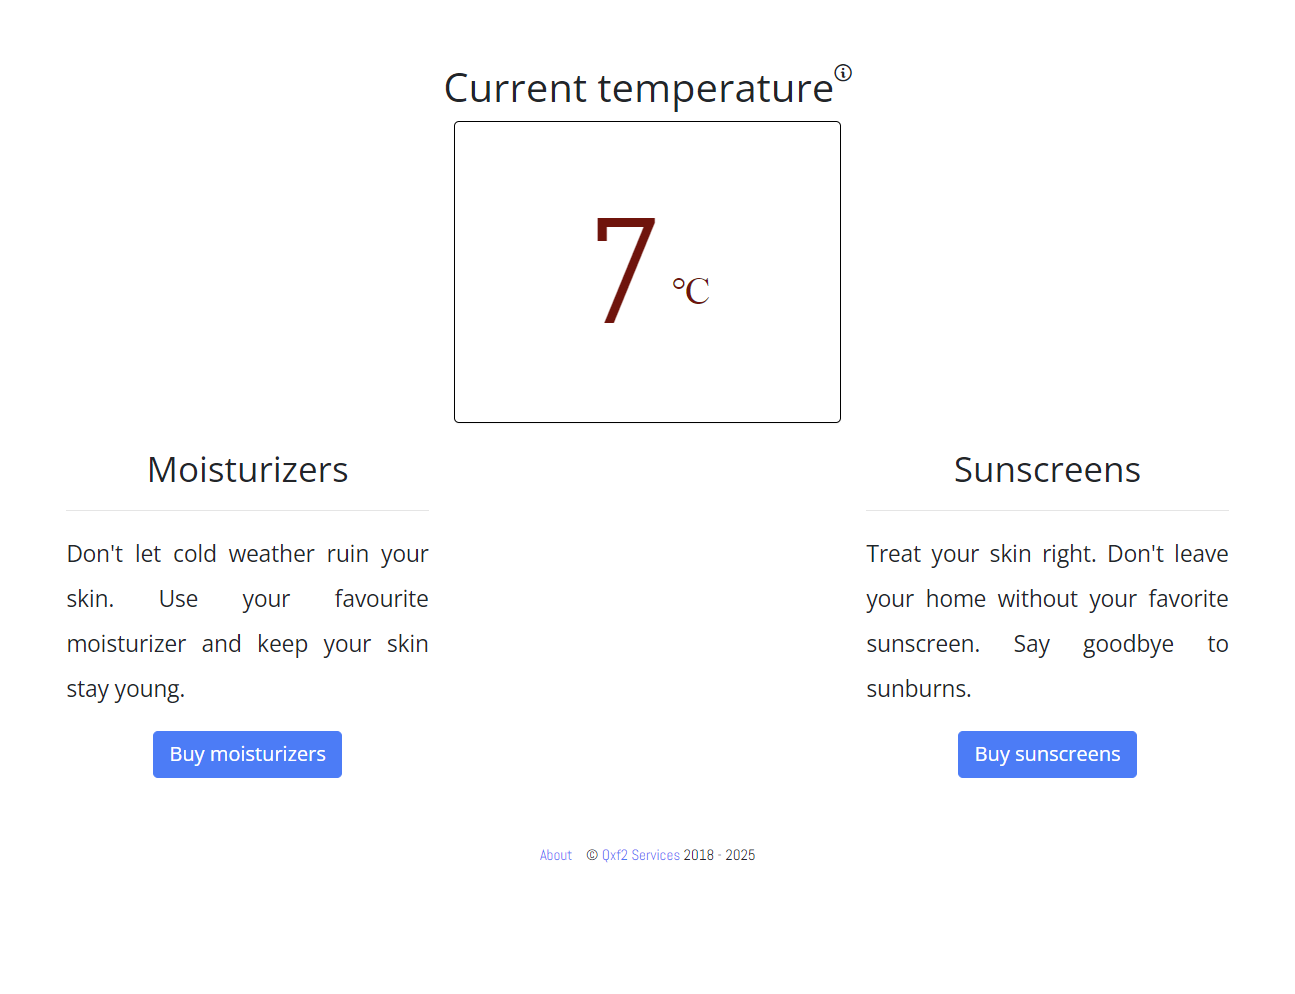 Current temperature
7 ℃
Moisturizers
Don't let cold weather ruin your
skin. Use your favourite
moisturizer and keep your skin
stay young.
Buy moisturizers
Sunscreens
Treat your skin right. Don't leave
your home without your favorite
sunscreen. Say goodbye to
sunburns.
Buy sunscreens
About © Qxf2 Services 2018 - 2025